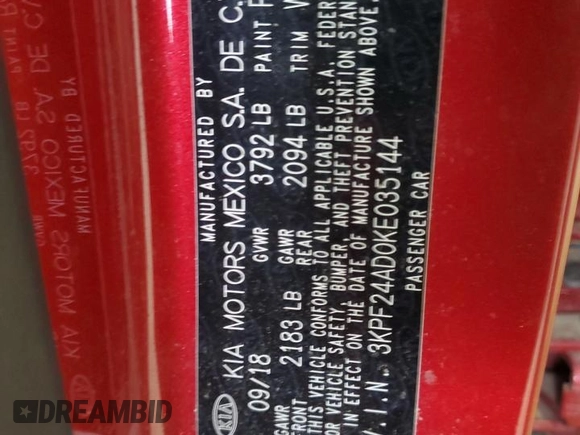 MANUFACTURED BY
KIA KIA MOTORS MEXICO S.A. DE C.
09/18 GVWR 3792 LB PAINT
GAWR FRONT 2183 LB GAWR REAR 2094 LB TRIM
THIS VEHICLE CONFORMS TO ALL APPLICABLE U.S.A. FEDER
OR VEHICLE SAFETY, BUMPER, AND THEFT PREVENTION STAN
IN EFFECT ON THE DATE OF MANUFACTURE SHOWN ABOVE.
V.I.N. 3KPF24AD0KE035144
PASSENGER CAR
DREAMBID